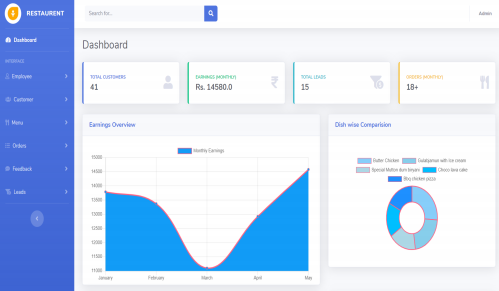 RESTAURENT
Search for...
Admin
Dashboard
INTERFACE
Employee
Customer
Menu
Orders
Feedback
Leads
Dashboard
TOTAL CUSTOMERS
41
EARNINGS (MONTHLY)
Rs. 14580.0
TOTAL LEADS
15
ORDERS (MONTHLY)
18+
Earnings Overview
Monthly Earnings
15000
14500
14000
13500
13000
12500
12000
11500
11000
January
February
March
April
May
Dish wise Comparision
Butter Chicken
Gulabjamun with ice cream
Special Mutton dum biryani
Choco lava cake
Bbq chicken pizza